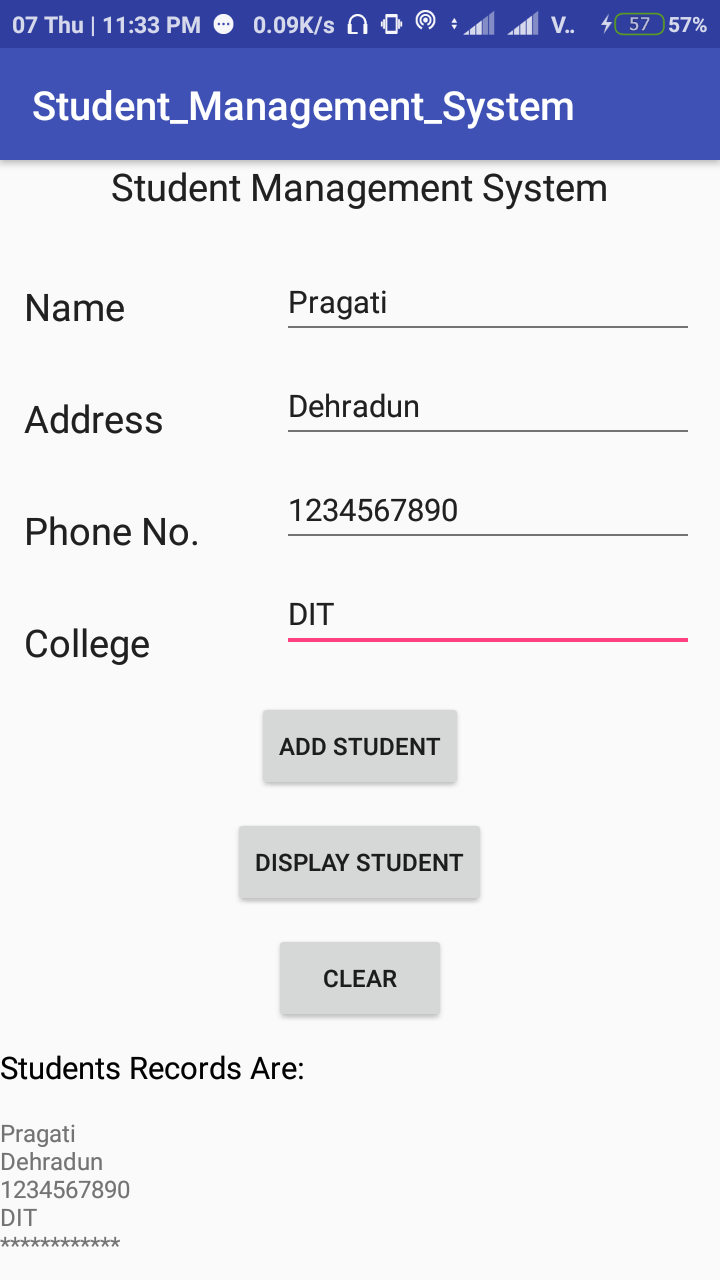 07 Thu | 11:33 PM 0.09K/s V.. 57 57%
Student_Management_System
Student Management System
Name Pragati
Address Dehradun
Phone No. 1234567890
College DIT
ADD STUDENT
DISPLAY STUDENT
CLEAR
Students Records Are:
Pragati
Dehradun
1234567890
DIT
************